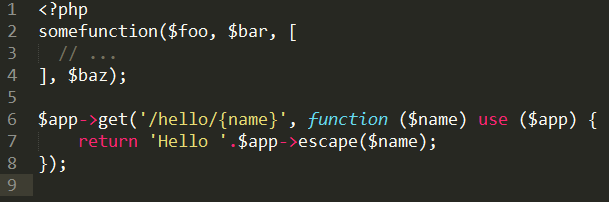 1 <?php
2 somefunction($foo, $bar, [
3   // ...
4 ], $baz);
5
6 $app->get('/hello/{name}', function ($name) use ($app) {
7     return 'Hello '.$app->escape($name);
8 });
9